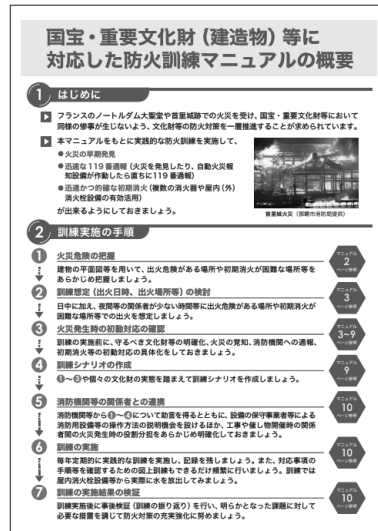 国宝・重要文化財（建造物）等に
対応した防火訓練マニュアルの概要
1 はじめに
フランスのノートルダム大聖堂や首里城跡での火災を受け、国宝・重要文化財等において
同様の惨事が生じないよう、文化財等の防火対策を一層推進することが求められています。
本マニュアルをもとに実践的な防火訓練を実施して、
●火災の早期発見
●迅速な119番通報（火災を発見したり、自動火災報
知設備が作動したら直ちに119番通報）
●迅速かつ的確な初期消火（複数の消火器や屋内（外）
消火栓設備の有効活用）
が出来るようにしておきましょう。
首里城火災（那覇市消防局提供）
2 訓練実施の手順
1 火災危険の把握
建物の平面図等を用いて、出火危険がある場所や初期消火が困難な場所等を
あらかじめ把握しましょう。
マニュアル
2
ページ参照
2 訓練想定（出火日時、出火場所等）の検討
日中に加え、夜間等の関係者が少ない時間帯に出火危険がある場所や初期消火が
困難な場所等での出火を想定しましょう。
マニュアル
3
ページ参照
3 火災発生時の初動対応の確認
訓練の実施前に、守るべき文化財等の明確化、火災の覚知、消防機関への通報、
初期消火等の初動対応の具体化をしておきましょう。
マニュアル
3~9
ページ参照
4 訓練シナリオの作成
❶~❸や個々の文化財の実態を踏まえて訓練シナリオを作成しましょう。
マニュアル
9
ページ参照
5 消防機関等の関係者との連携
消防機関等から❶~❹について助言を得るとともに、設備の保守事業者等による
消防用設備等の操作方法の説明機会を設けるほか、工事や催し物開催時の関係
者間の火災発生時の役割分担をあらかじめ明確化しておきましょう。
マニュアル
10
ページ参照
6 訓練の実施
毎年定期的に実践的な訓練を実施し、記録を残しましょう。また、対応事項の
手順等を確認するための図上訓練もできるだけ頻繁に行いましょう。訓練では
屋内消火栓設備等から実際に水を放出してみましょう。
マニュアル
10
ページ参照
7 訓練の実施結果の検証
訓練実施後に事後検証（訓練の振り返り）を行い、明らかとなった課題に対して
必要な措置を講じて防火対策の充実強化に努めましょう。
マニュアル
10
ページ参照